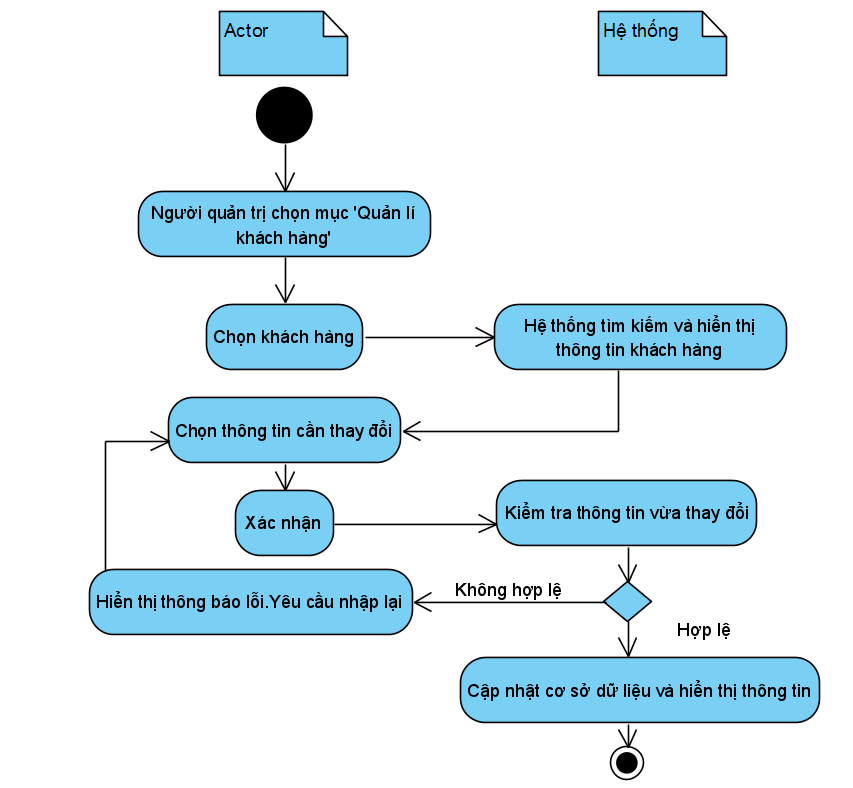 Actor
Hệ thống
Người quản trị chọn mục 'Quản lí
khách hàng'
Chọn khách hàng
Hệ thống tìm kiếm và hiển thị
thông tin khách hàng
Chọn thông tin cần thay đổi
Xác nhận
Kiểm tra thông tin vừa thay đổi
Không hợp lệ
Hiển thị thông báo lỗi.Yêu cầu nhập lại
Hợp lệ
Cập nhật cơ sở dữ liệu và hiển thị thông tin